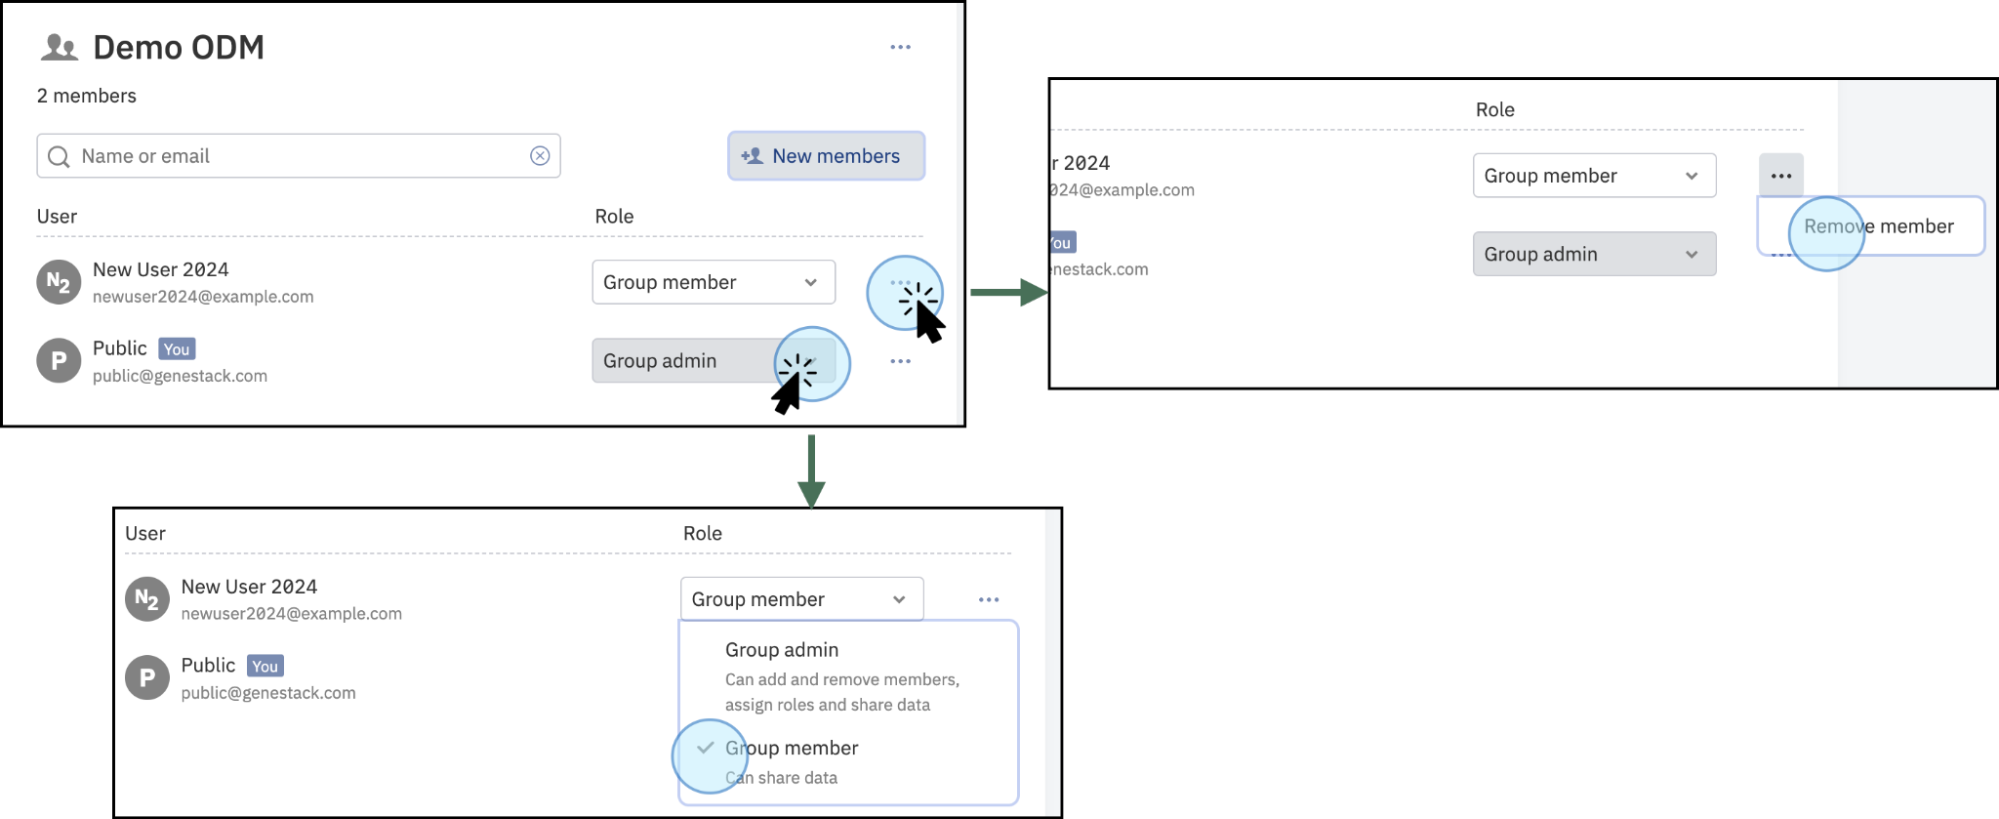 Demo ODM
2 members
Name or email
New members
User Role
N2 New User 2024 Group member
newuser2024@example.com
P Public You Group admin
public@genestack.com
Role
r 2024 Group member
024@example.com
Remove member
You Group admin
enestack.com
User Role
N2 New User 2024 Group member
newuser2024@example.com
P Public You
public@genestack.com
Group admin
Can add and remove members,
assign roles and share data
Group member
Can share data